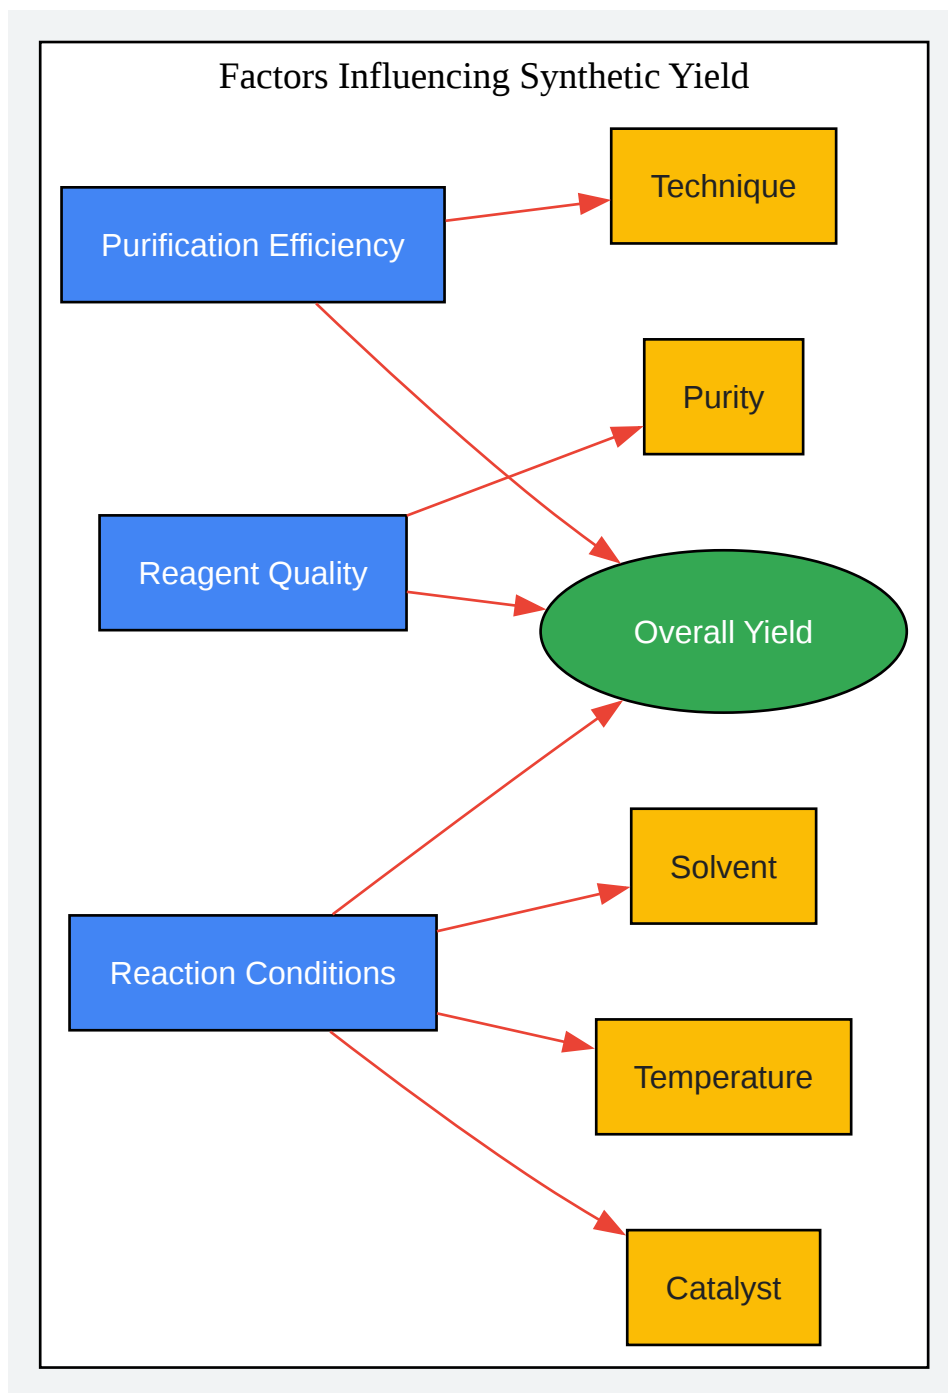 Factors Influencing Synthetic Yield
Technique
Purification Efficiency
Purity
Reagent Quality
Overall Yield
Solvent
Reaction Conditions
Temperature
Catalyst